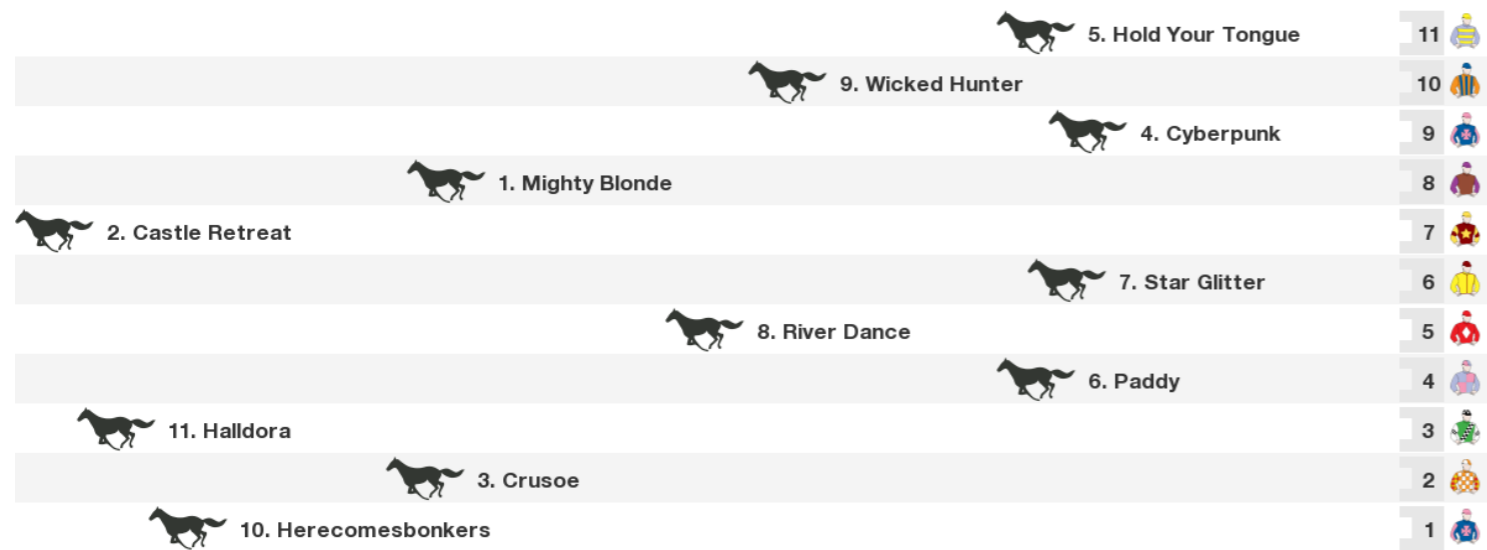 5. Hold Your Tongue 11
9. Wicked Hunter 10
4. Cyberpunk 9
1. Mighty Blonde 8
2. Castle Retreat 7
7. Star Glitter 6
8. River Dance 5
6. Paddy 4
11. Halldora 3
3. Crusoe 2
10. Herecomesbonkers 1